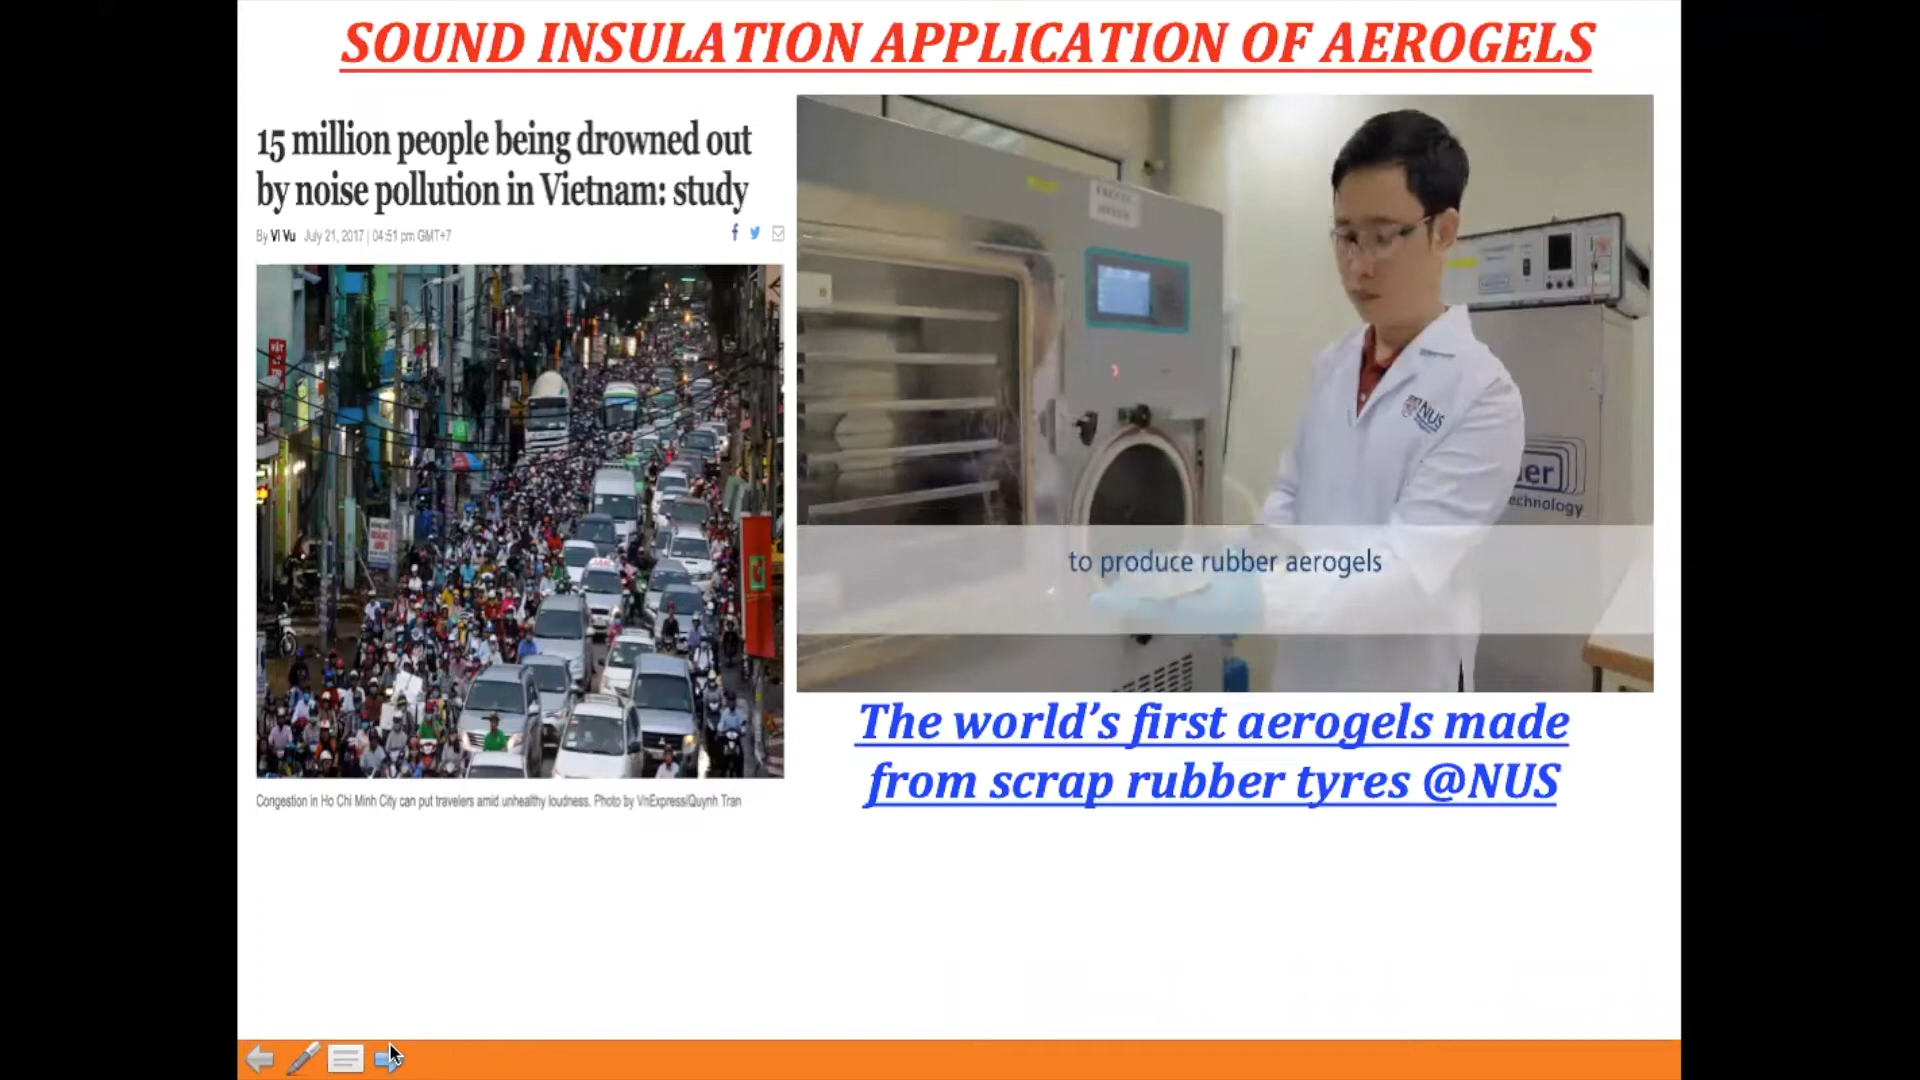 SOUND INSULATION APPLICATION OF AEROGELS
15 million people being drowned out
by noise pollution in Vietnam: study
By Vi Vu July 21, 2017 | 04:51 pm GMT+7
Congestion in Ho Chi Minh City can put travelers amid unhealthy loudness. Photo by VnExpress/Quynh Tran
NUS
er
echnology
to produce rubber aerogels
The world's first aerogels made
from scrap rubber tyres @NUS